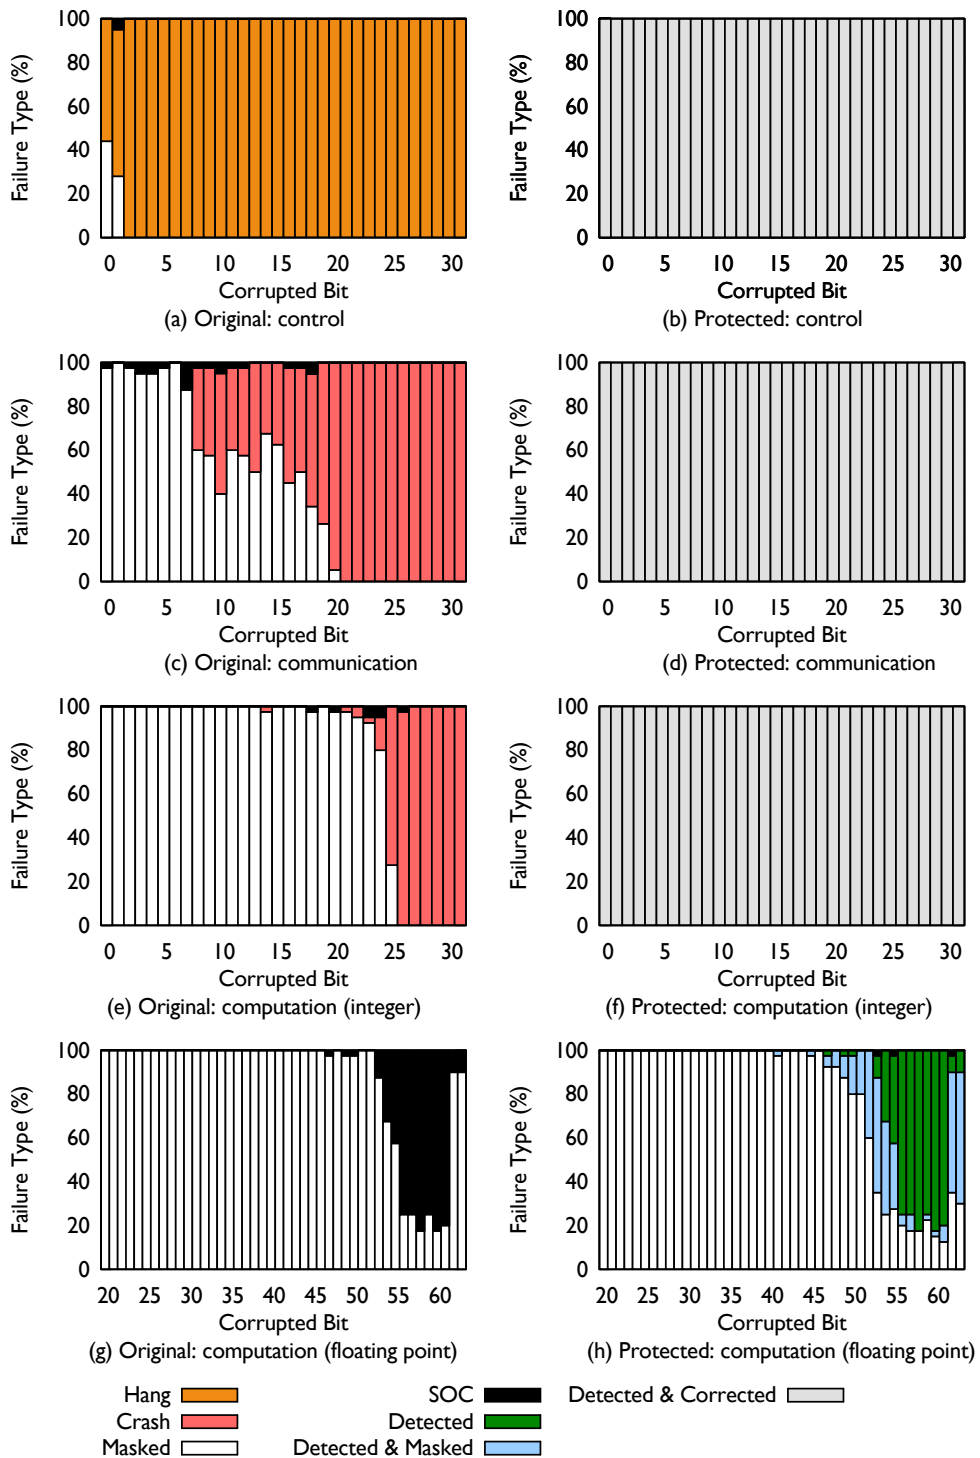 100
80
60
40
20
0
Failure Type (%)
0 5 10 15 20 25 30
Corrupted Bit
(a) Original: control
100
80
60
40
20
0
Failure Type (%)
0 5 10 15 20 25 30
Corrupted Bit
(b) Protected: control
100
80
60
40
20
0
Failure Type (%)
0 5 10 15 20 25 30
Corrupted Bit
(c) Original: communication
100
80
60
40
20
0
Failure Type (%)
0 5 10 15 20 25 30
Corrupted Bit
(d) Protected: communication
100
80
60
40
20
0
Failure Type (%)
0 5 10 15 20 25 30
Corrupted Bit
(e) Original: computation (integer)
100
80
60
40
20
0
Failure Type (%)
0 5 10 15 20 25 30
Corrupted Bit
(f) Protected: computation (integer)
100
80
60
40
20
0
Failure Type (%)
20 25 30 35 40 45 50 55 60
Corrupted Bit
(g) Original: computation (floating point)
100
80
60
40
20
0
Failure Type (%)
20 25 30 35 40 45 50 55 60
Corrupted Bit
(h) Protected: computation (floating point)
Hang
Crash
Masked
SOC
Detected
Detected & Masked
Detected & Corrected